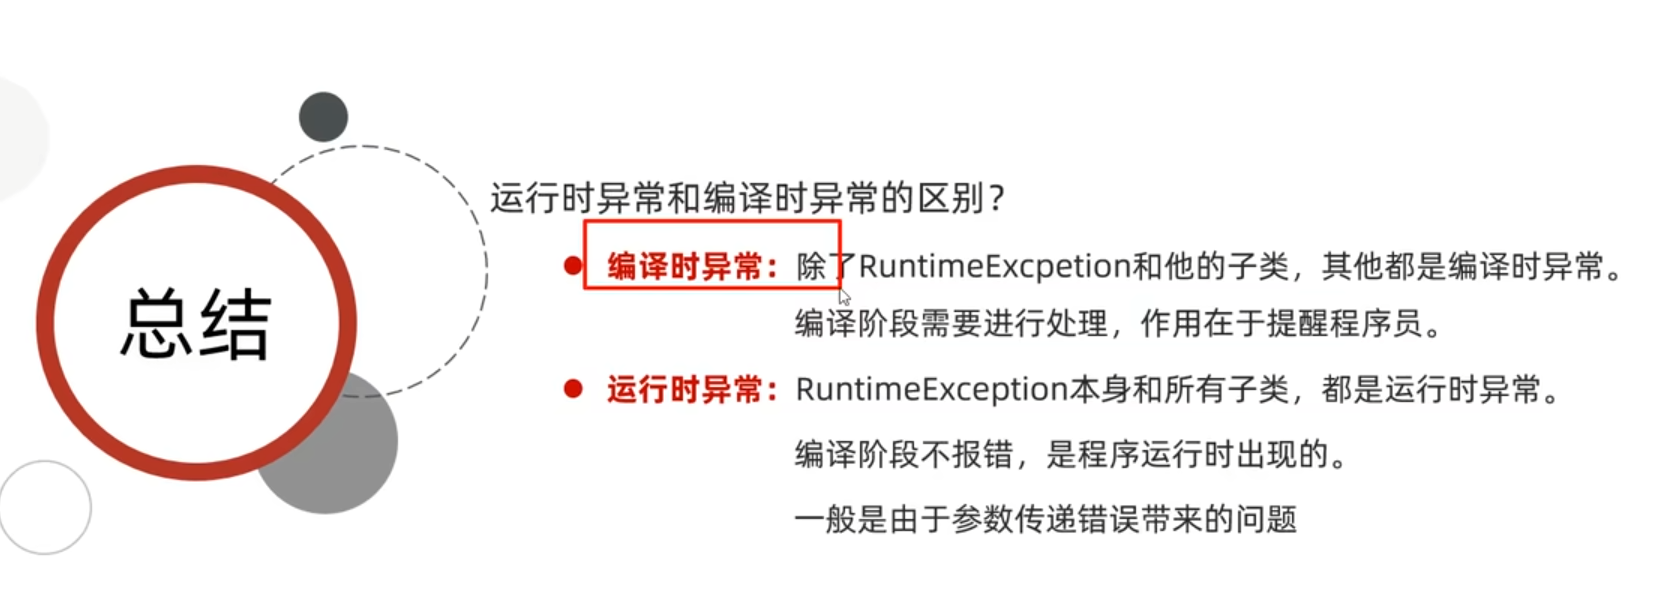 总结
运行时异常和编译时异常的区别？
编译时异常：除了RuntimeExcpetion和他的子类，其他都是编译时异常。
编译阶段需要进行处理，作用在于提醒程序员。
运行时异常：RuntimeException本身和所有子类，都是运行时异常。
编译阶段不报错，是程序运行时出现的。
一般是由于参数传递错误带来的问题